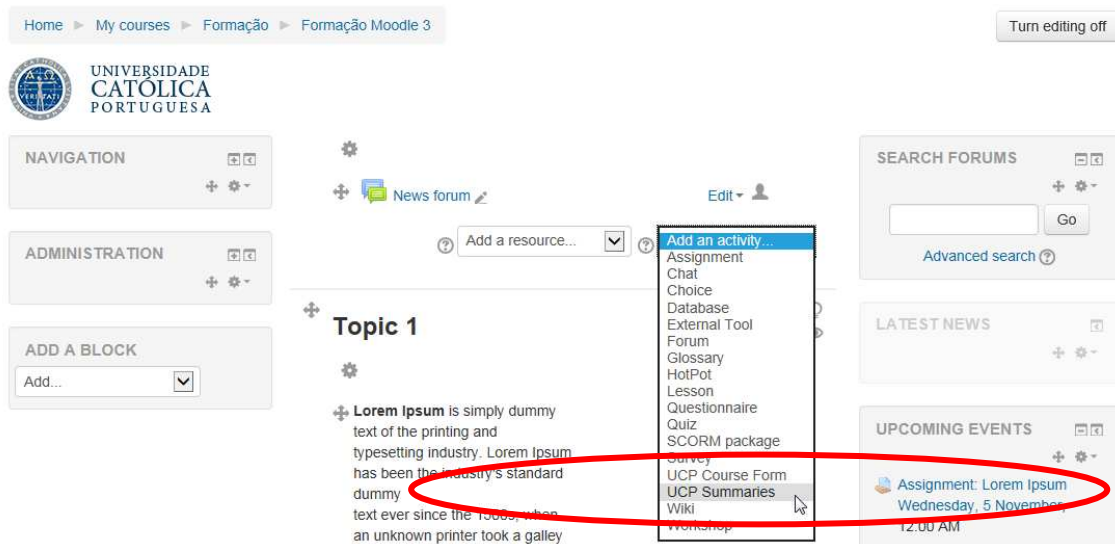 Home ▶ My courses ▶ Formação ▶ Formação Moodle 3
Turn editing off
UNIVERSIDADE
CATÓLICA
PORTUGUESA
NAVIGATION
ADMINISTRATION
ADD A BLOCK
Add...
News forum
Edit
Add a resource...
Add an activity...
Assignment
Chat
Choice
Database
External Tool
Forum
Glossary
HotPot
Lesson
Questionnaire
Quiz
SCORM package
Survey
UCP Course Form
UCP Summaries
Wiki
Workshop
Topic 1
Lorem Ipsum is simply dummy
text of the printing and
typesetting industry. Lorem Ipsum
has been the industry's standard
dummy
text ever since the 1500s, when
an unknown printer took a galley
SEARCH FORUMS
Go
Advanced search
LATEST NEWS
UPCOMING EVENTS
Assignment: Lorem Ipsum
Wednesday, 5 November,
12:00 AM